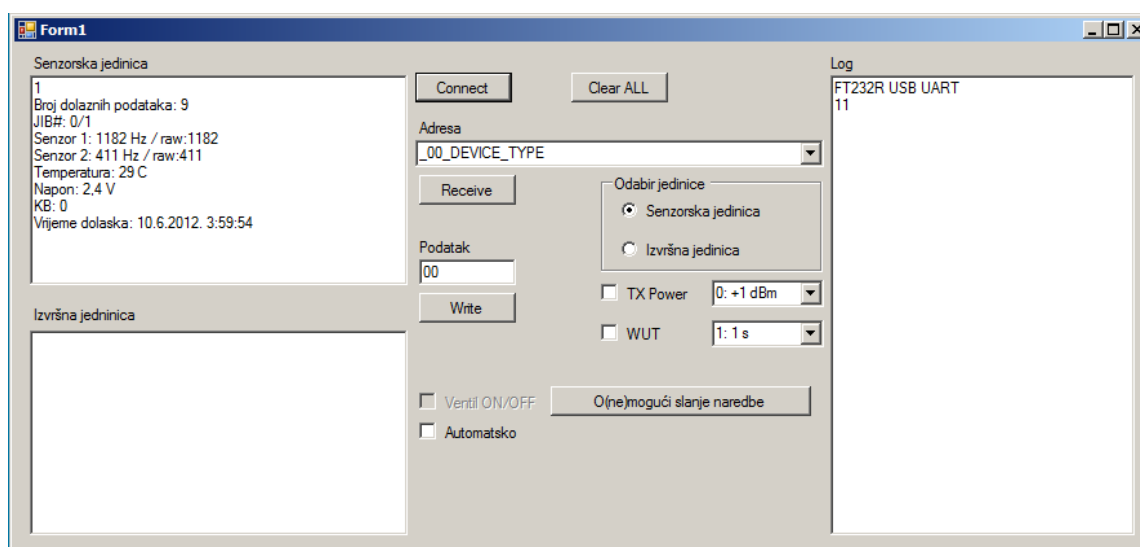 Form1
Senzorska jedinica
1
Broj dolaznih podataka: 9
JIB#: 0/1
Senzor 1: 1182 Hz / raw:1182
Senzor 2: 411 Hz / raw:411
Temperatura: 29 C
Napon: 2,4 V
KB: 0
Vrijeme dolaska: 10.6.2012. 3:59:54
Izvršna jedninica
Connect
Clear ALL
Adresa
_00_DEVICE_TYPE
Receive
Odabir jedinice
Senzorska jedinica
Izvršna jedinica
Podatak
00
Write
TX Power
0: +1 dBm
WUT
1: 1 s
Ventil ON/OFF
O(ne)mogući slanje naredbe
Automatsko
Log
FT232R USB UART
11